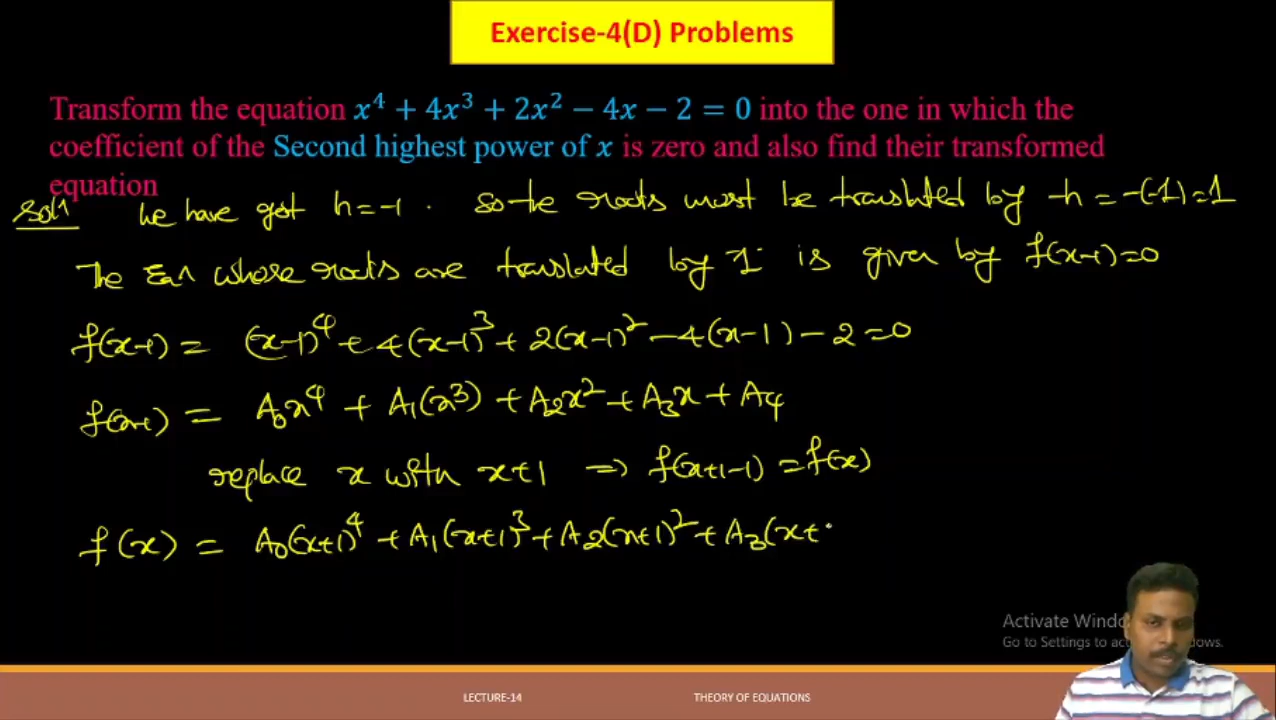 Exercise-4(D) Problems
Transform the equation x⁴ + 4x³ + 2x² − 4x − 2 = 0 into the one in which the
coefficient of the Second highest power of x is zero and also find their transformed
equation
Soln We have got h = -1 . So the roots must be translated by -h = -(-1) = 1
The Eqn whose roots are translated by 1 is given by f(x-1)=0
f(x-1) = (x-1)⁴ + 4(x-1)³ + 2(x-1)² - 4(x-1) - 2 = 0
f(x-1) = A₀x⁴ + A₁(x³) + A₂x² + A₃x + A₄
replace x with x+1 ⇒ f(x+1-1) = f(x)
f(x) = A₀(x+1)⁴ + A₁(x+1)³ + A₂(x+1)² + A₃(x+
Activate Windo
Go to Settings to act ndows.
LECTURE-14 THEORY OF EQUATIONS